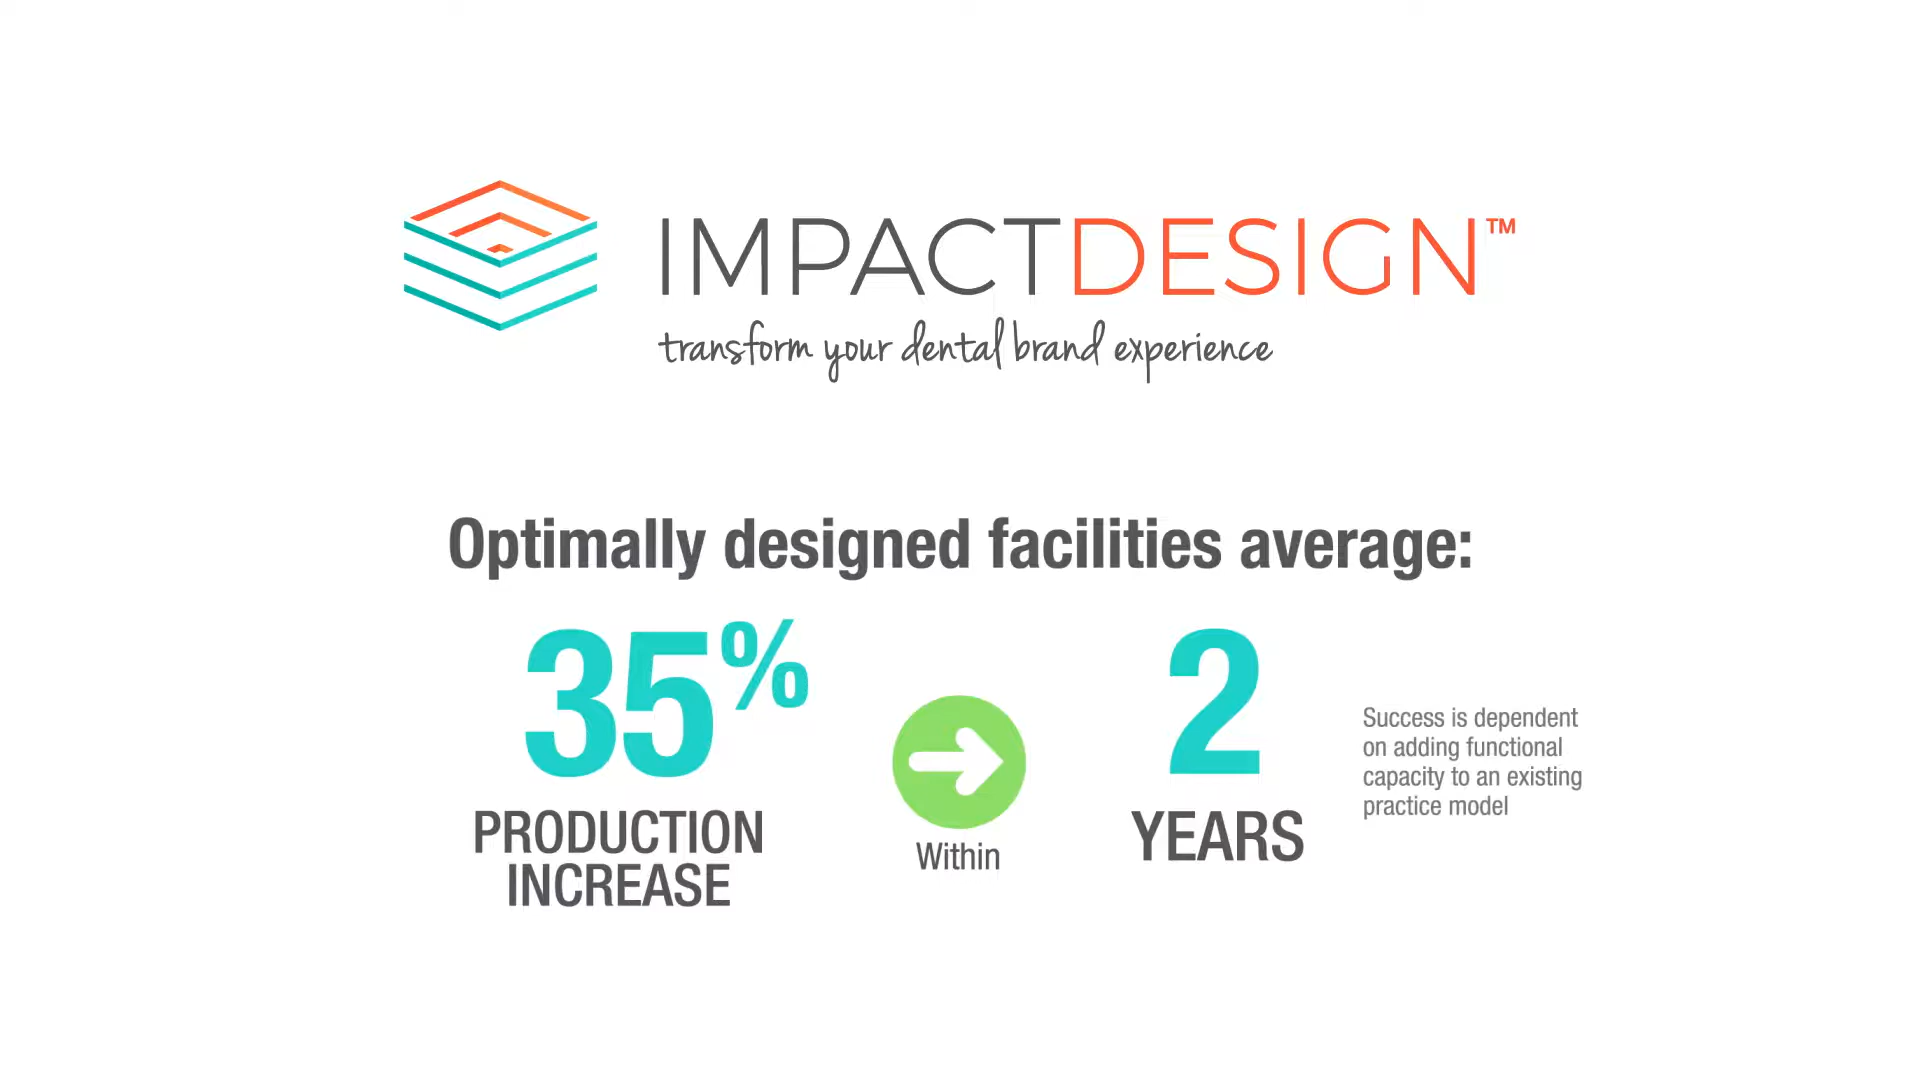 IMPACTDESIGN™
transform your dental brand experience
Optimally designed facilities average:
35%
PRODUCTION
INCREASE
Within
2
YEARS
Success is dependent
on adding functional
capacity to an existing
practice model